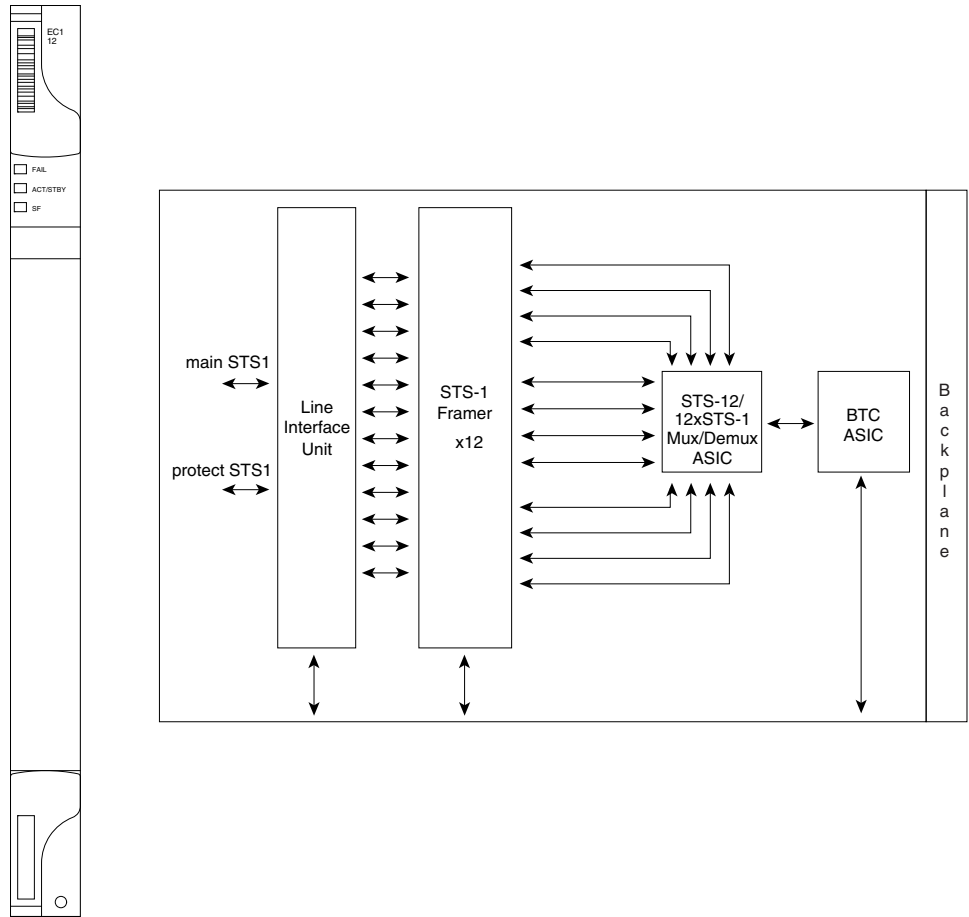 EC1
12
FAIL
ACT/STBY
SF
main STS1
protect STS1
Line
Interface
Unit
STS-1
Framer
x12
STS-12/
12xSTS-1
Mux/Demux
ASIC
BTC
ASIC
B
a
c
k
p
l
a
n
e